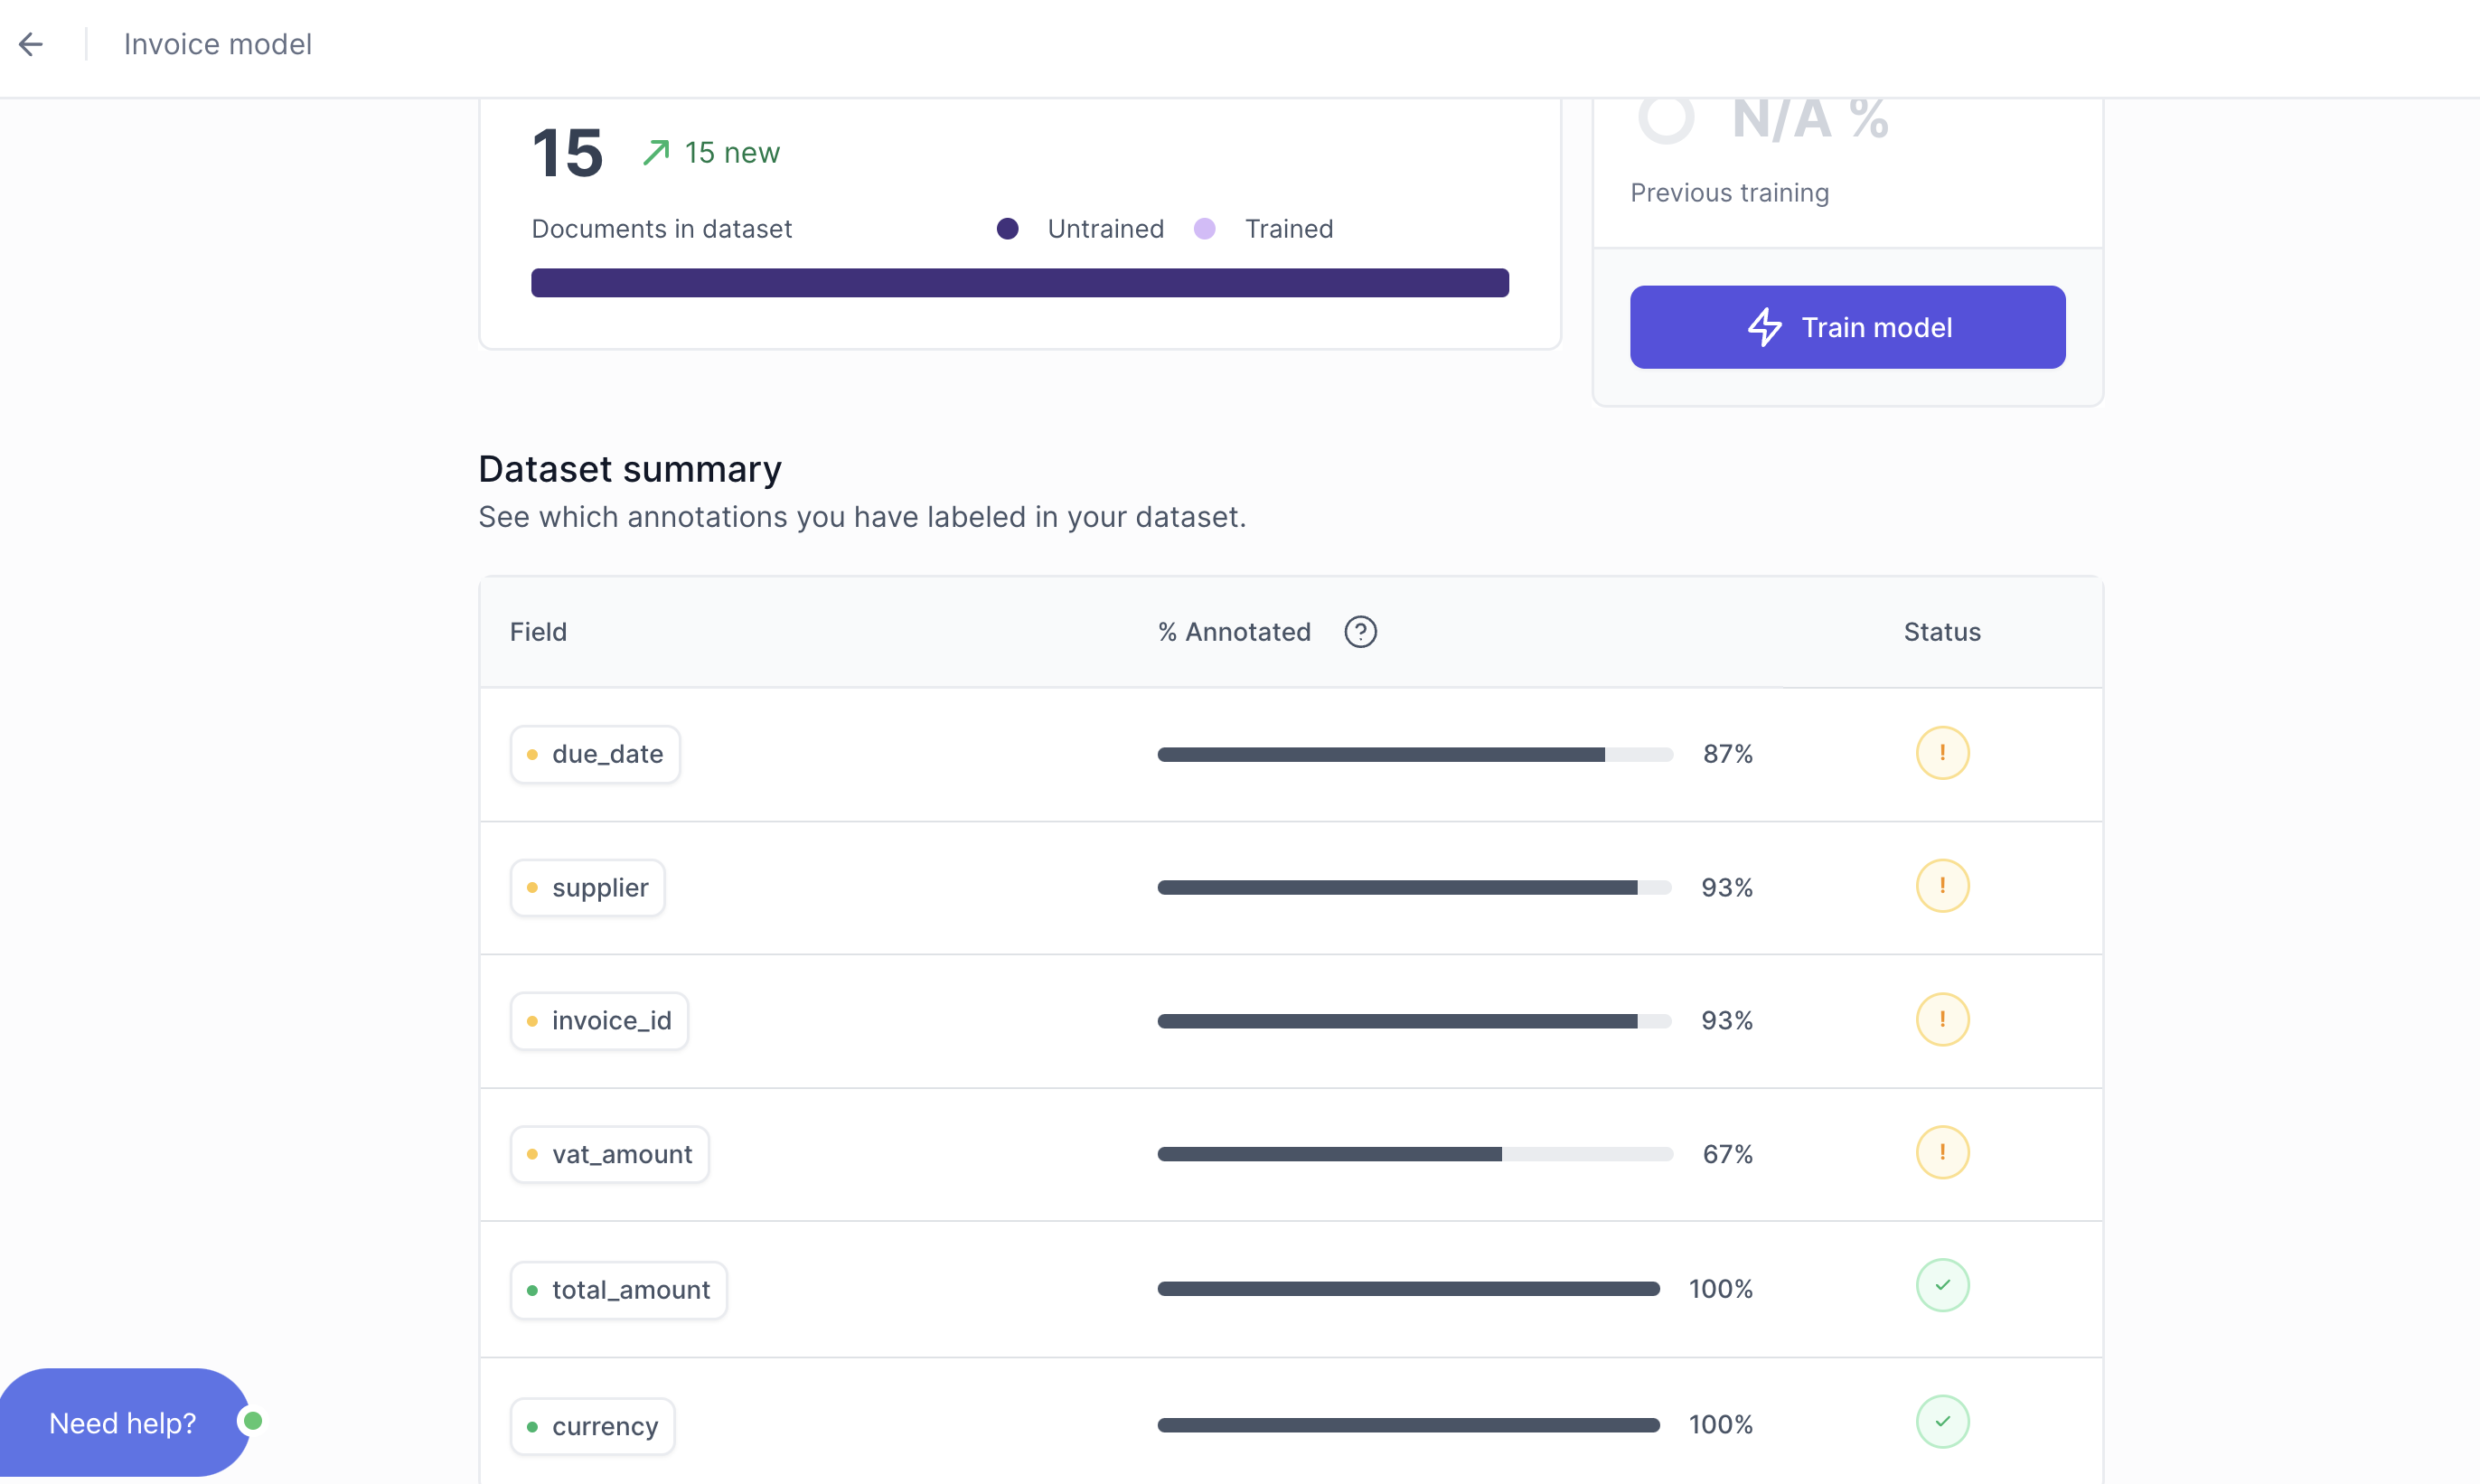 Invoice model
15 15 new
N/A %
Previous training
Documents in dataset Untrained Trained
Train model
Dataset summary
See which annotations you have labeled in your dataset.
Field % Annotated ? Status
due_date 87% !
supplier 93% !
invoice_id 93% !
vat_amount 67% !
total_amount 100%
currency 100%
Need help?